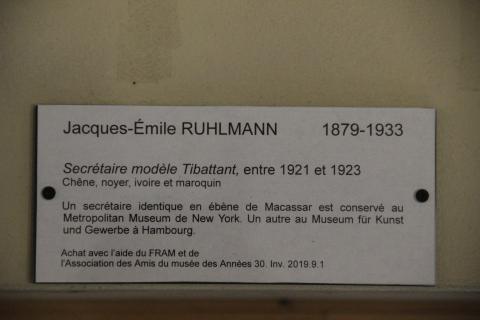 Jacques-Émile RUHLMANN 1879-1933
Secrétaire modèle Tibattant, entre 1921 et 1923
Chêne, noyer, ivoire et maroquin
Un secrétaire identique en ébène de Macassar est conservé au
Metropolitan Museum de New York. Un autre au Museum für Kunst
und Gewerbe à Hambourg.
Achat avec l'aide du FRAM et de
l'Association des Amis du musée des Années 30. Inv. 2019.9.1